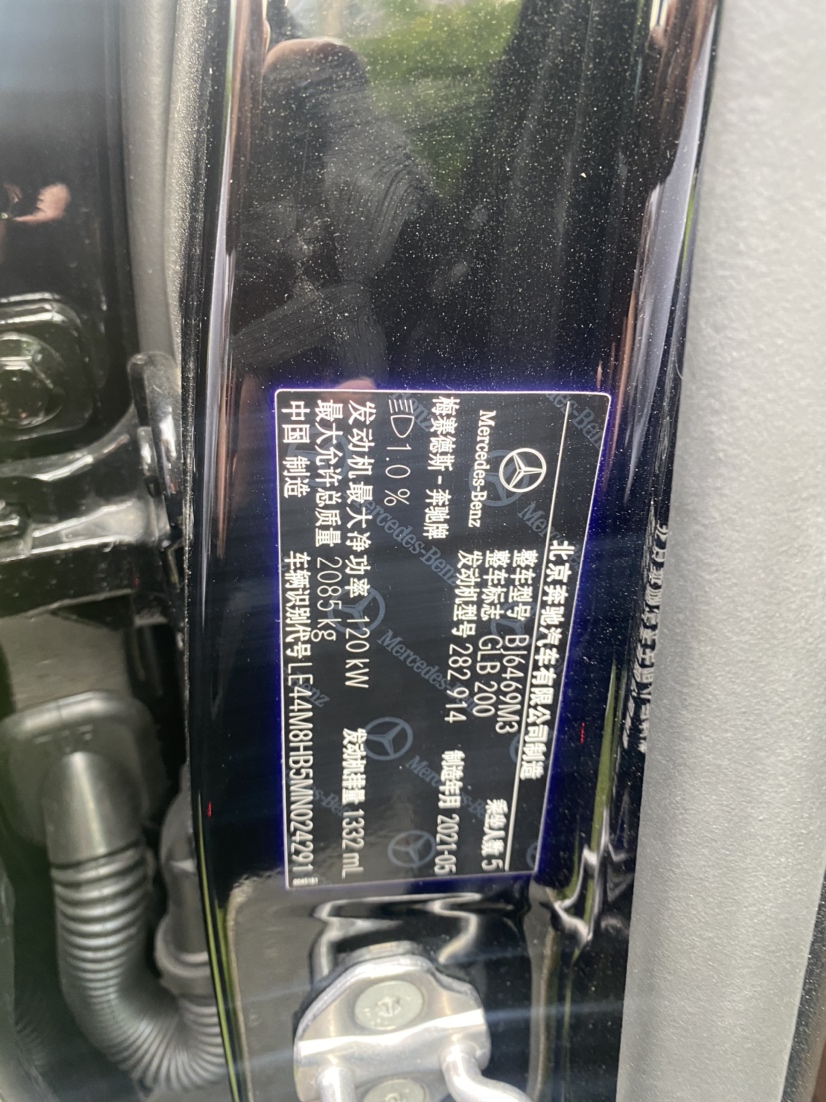 北京奔驰汽车有限公司制造
Mercedes-Benz
整车型号 BJ6469M3
乘坐人数 5
整车标志 GLB 200
梅赛德斯-奔驰牌
发动机型号 282 914
制造年月 2021-05
1.0 %
发动机最大净功率 120 kW
发动机排量 1332 mL
最大允许总质量 2085 kg
中国 制造
车辆识别代号 LE44M8HB5MN024291